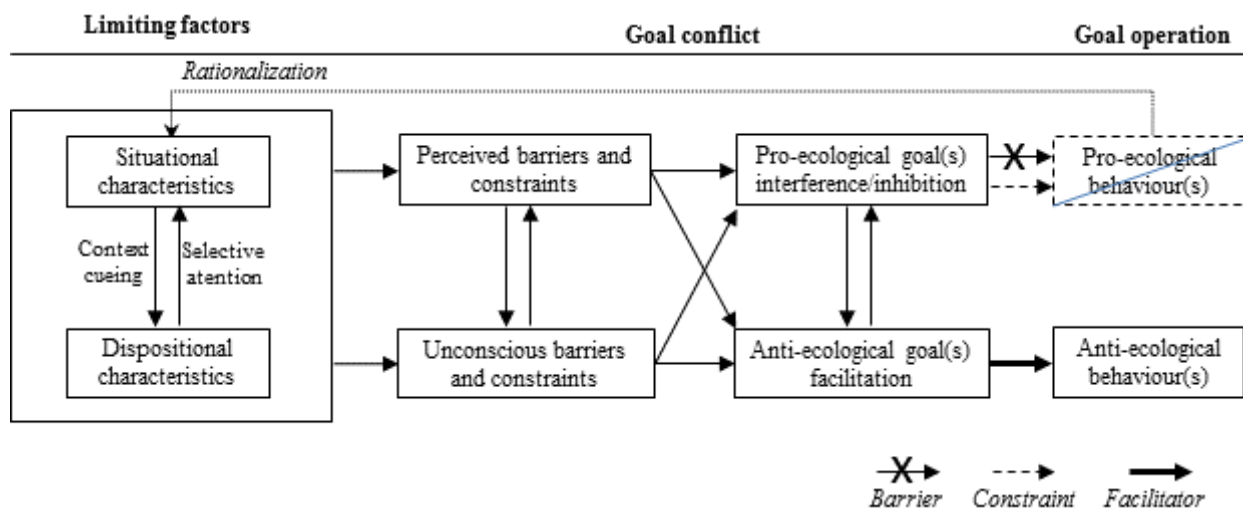 Limiting factors
Goal conflict
Goal operation
Rationalization
Situational
characteristics
Perceived barriers and
constraints
Pro-ecological goal(s)
interference/inhibition
Pro-ecological
behaviour(s)
Context
cueing
Selective
atention
Dispositional
characteristics
Unconscious barriers
and constraints
Anti-ecological goal(s)
facilitation
Anti-ecological
behaviour(s)
X
X
Barrier
Constraint
Facilitator